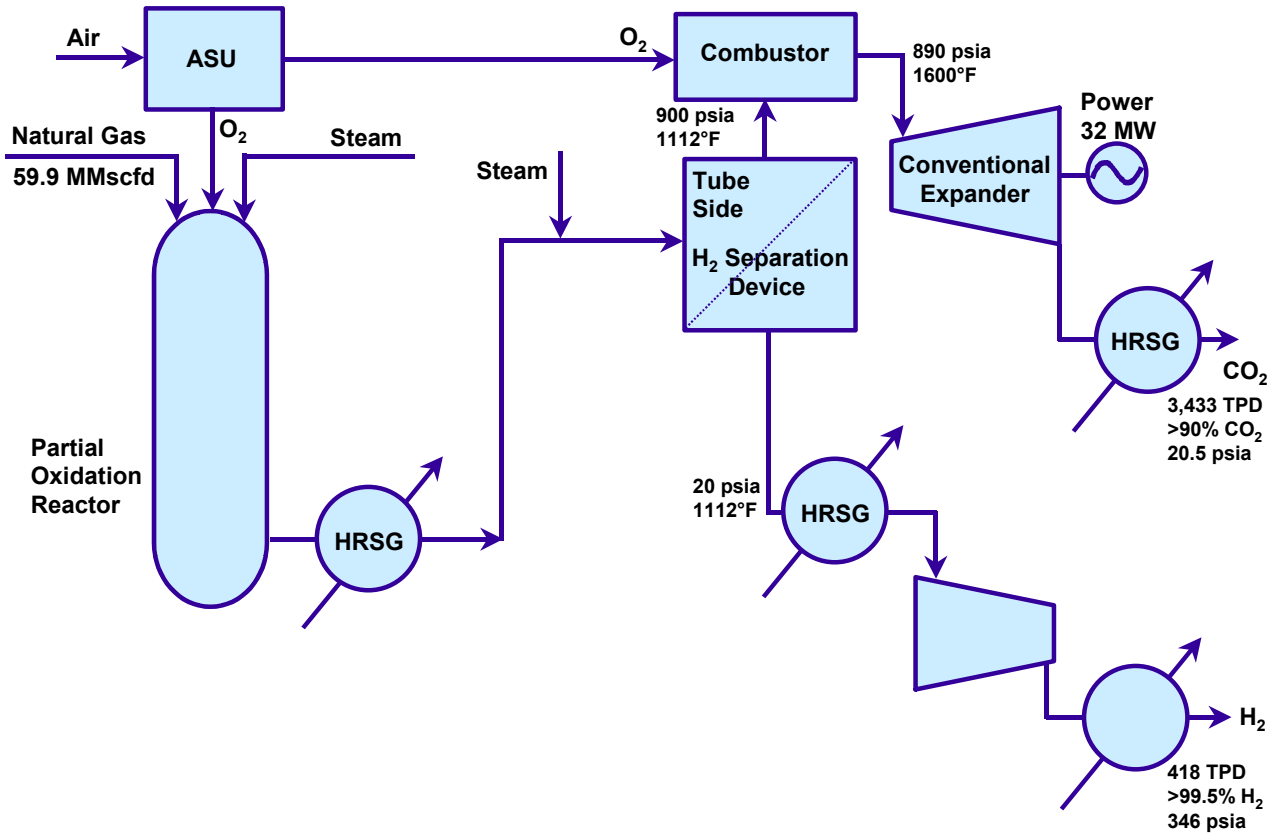 Air
ASU
O₂
Combustor
890 psia
1600°F
Natural Gas
59.9 MMscfd
O₂
Steam
900 psia
1112°F
Power
32 MW
Conventional
Expander
Steam
Tube
Side
H₂ Separation
Device
HRSG
CO₂
3,433 TPD
>90% CO₂
20.5 psia
Partial
Oxidation
Reactor
HRSG
20 psia
1112°F
HRSG
H₂
418 TPD
>99.5% H₂
346 psia